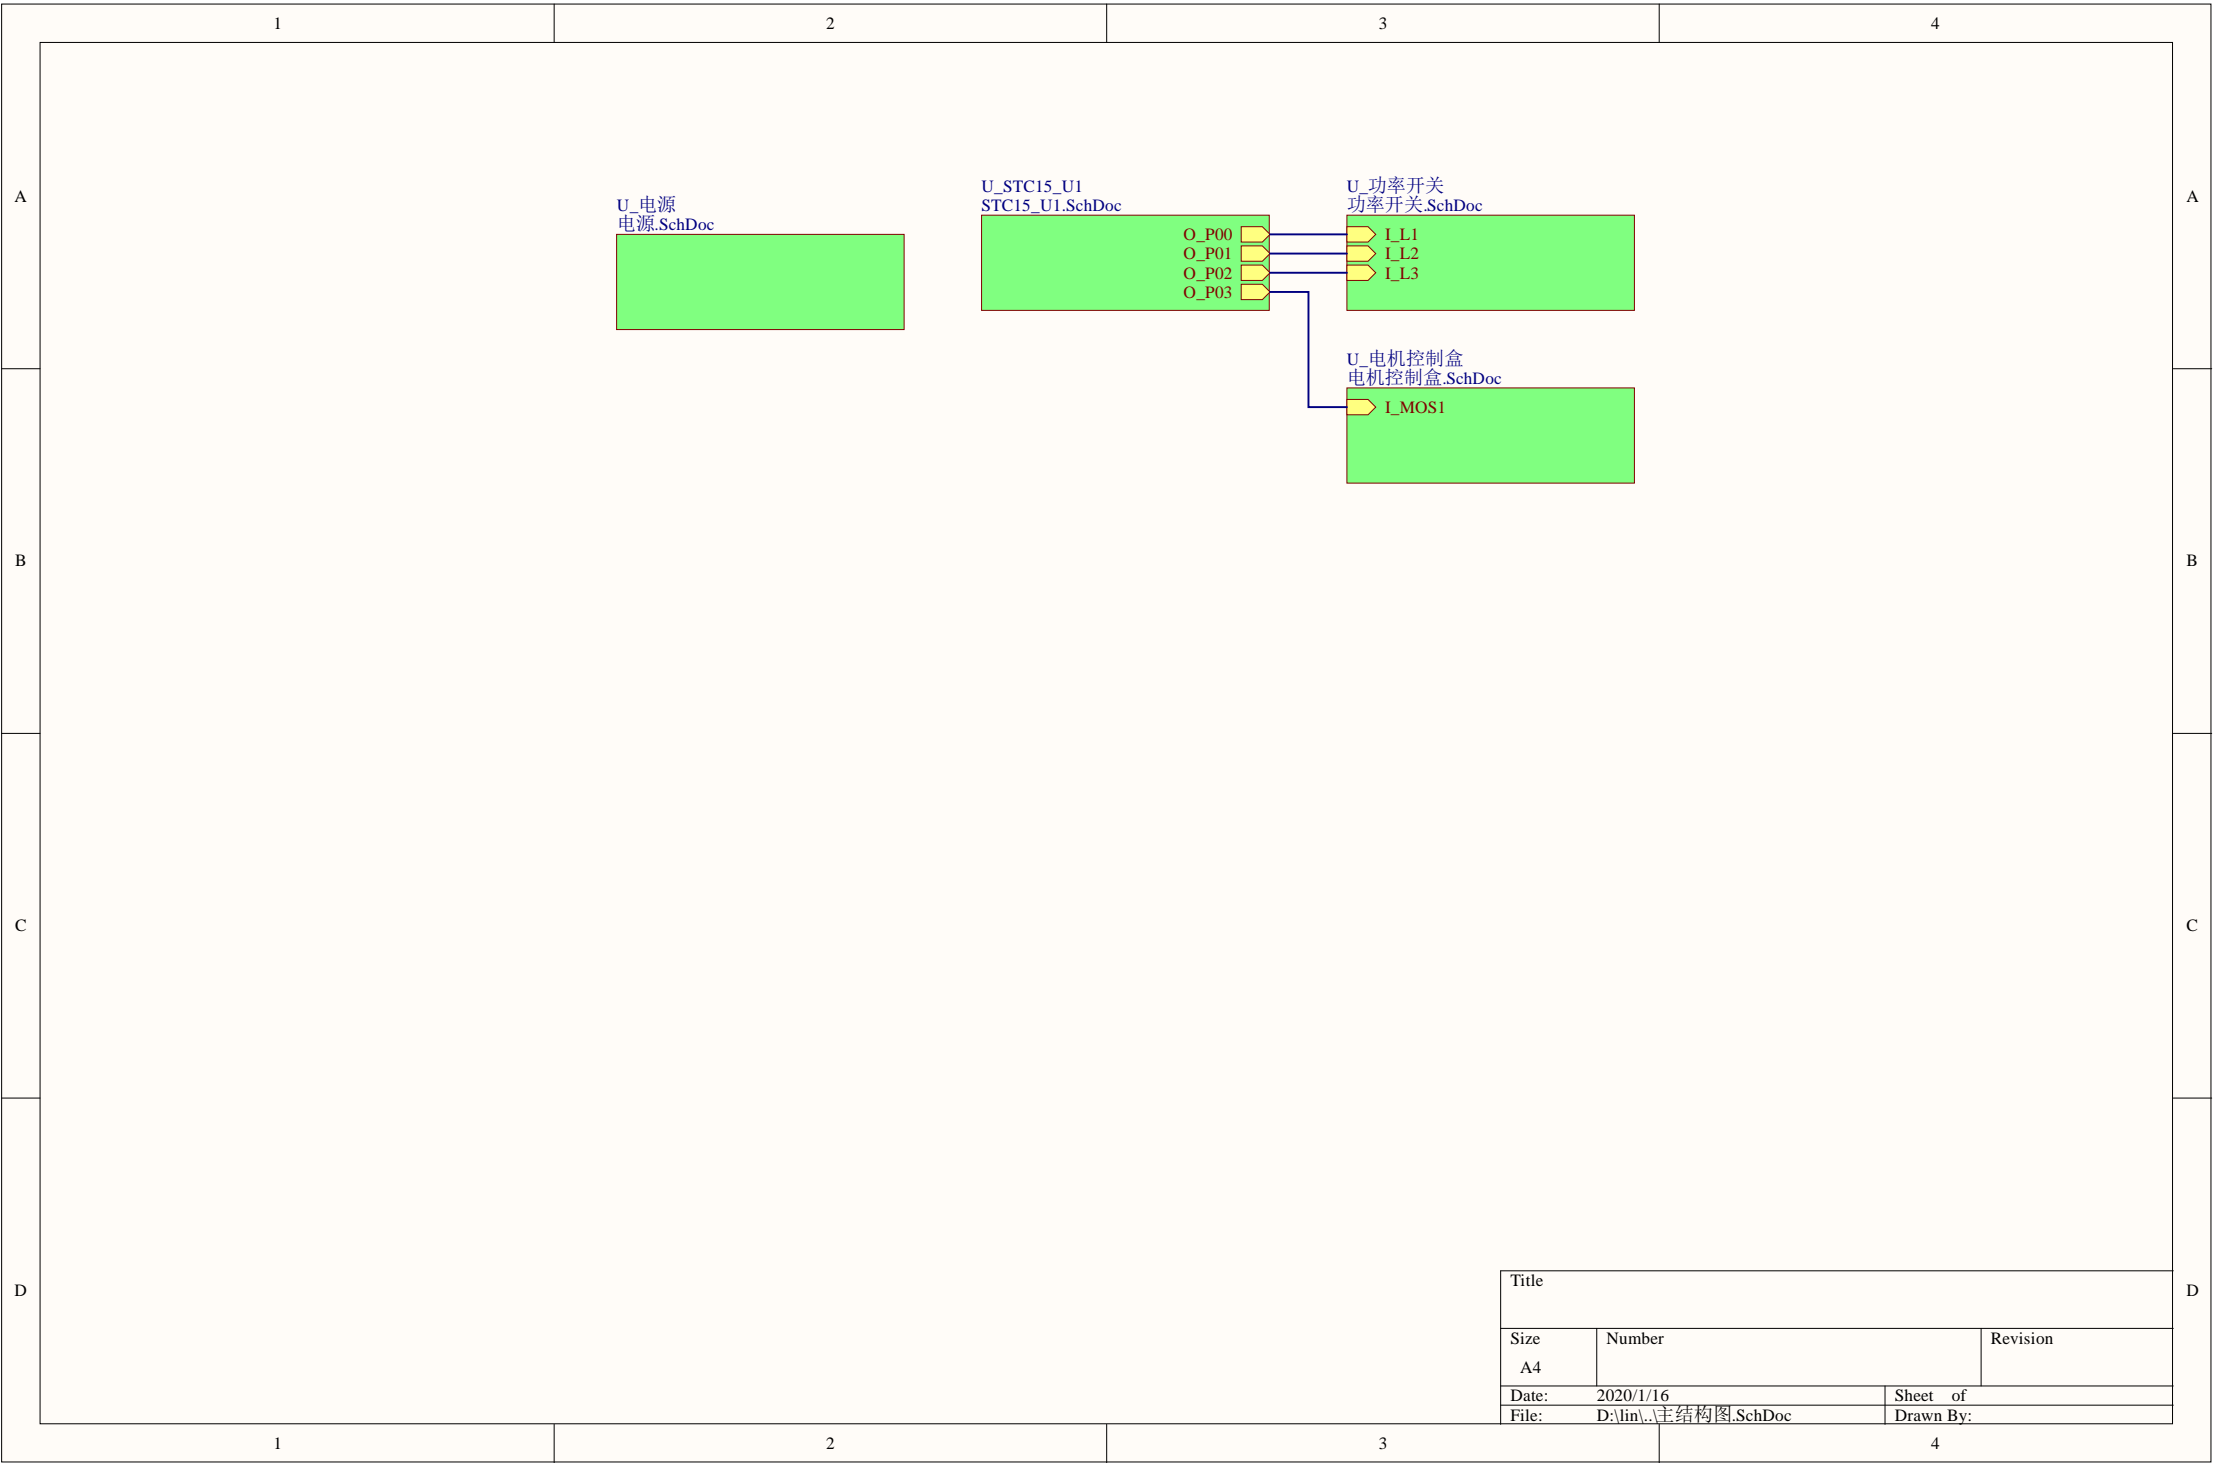 1 2 3 4
A A
U_电源
电源.SchDoc
U_STC15_U1
STC15_U1.SchDoc
O_P00
O_P01
O_P02
O_P03
U_功率开关
功率开关.SchDoc
I_L1
I_L2
I_L3
U_电机控制盒
电机控制盒.SchDoc
I_MOS1
B B
C C
D D
Title
Size Number Revision
A4
Date: 2020/1/16 Sheet of
File: D:\lin\..\主结构图.SchDoc Drawn By:
1 2 3 4